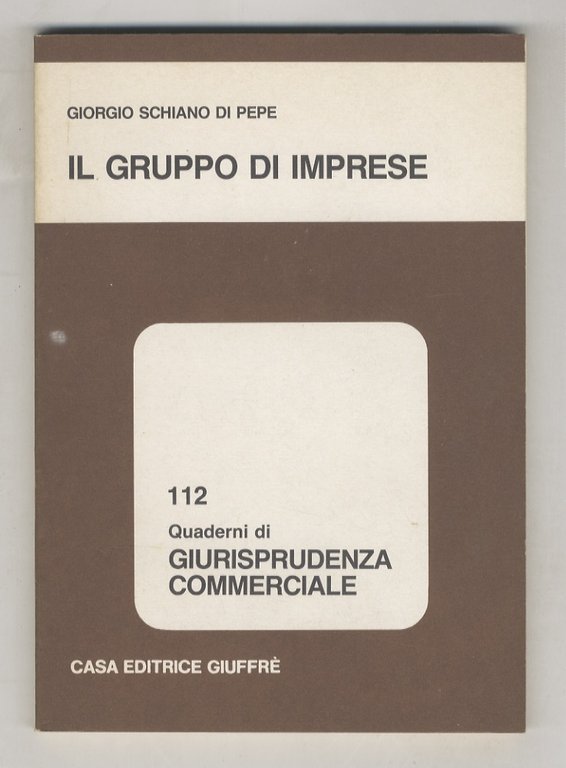 GIORGIO SCHIANO DI PEPE
IL GRUPPO DI IMPRESE
112
Quaderni di
GIURISPRUDENZA
COMMERCIALE
CASA EDITRICE GIUFFRÈ